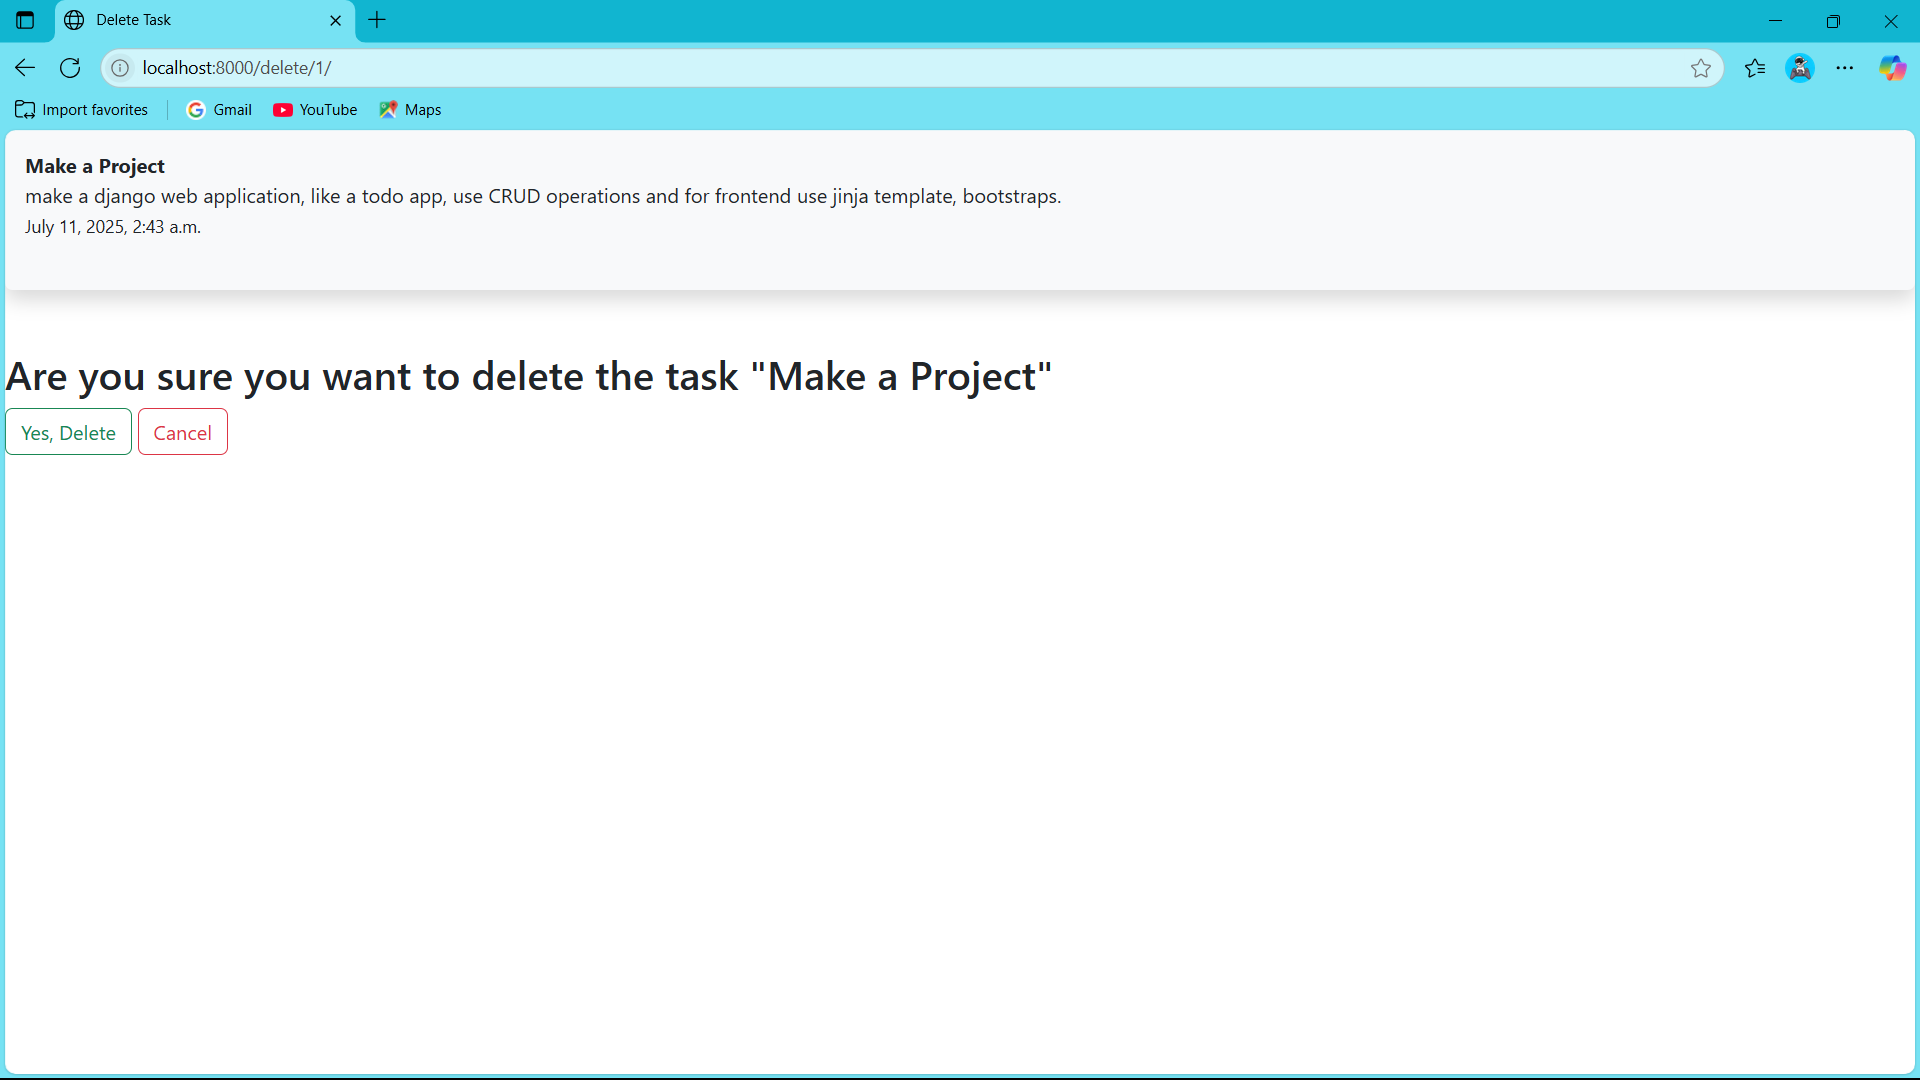 Delete Task
localhost:8000/delete/1/
Import favorites Gmail YouTube Maps
Make a Project
make a django web application, like a todo app, use CRUD operations and for frontend use jinja template, bootstraps.
July 11, 2025, 2:43 a.m.
Are you sure you want to delete the task "Make a Project"
Yes, Delete Cancel